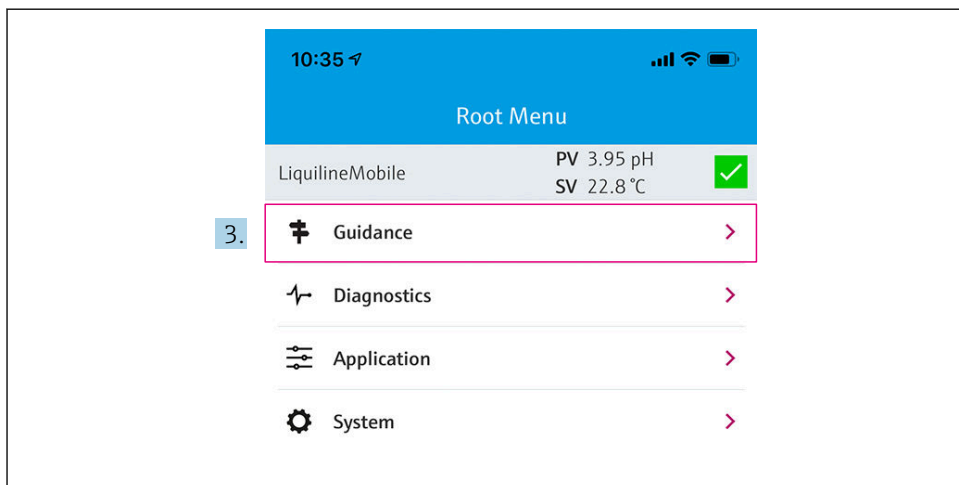 10:35
Root Menu
LiquilineMobile
PV 3.95 pH
SV 22.8 °C
3. Guidance
Diagnostics
Application
System